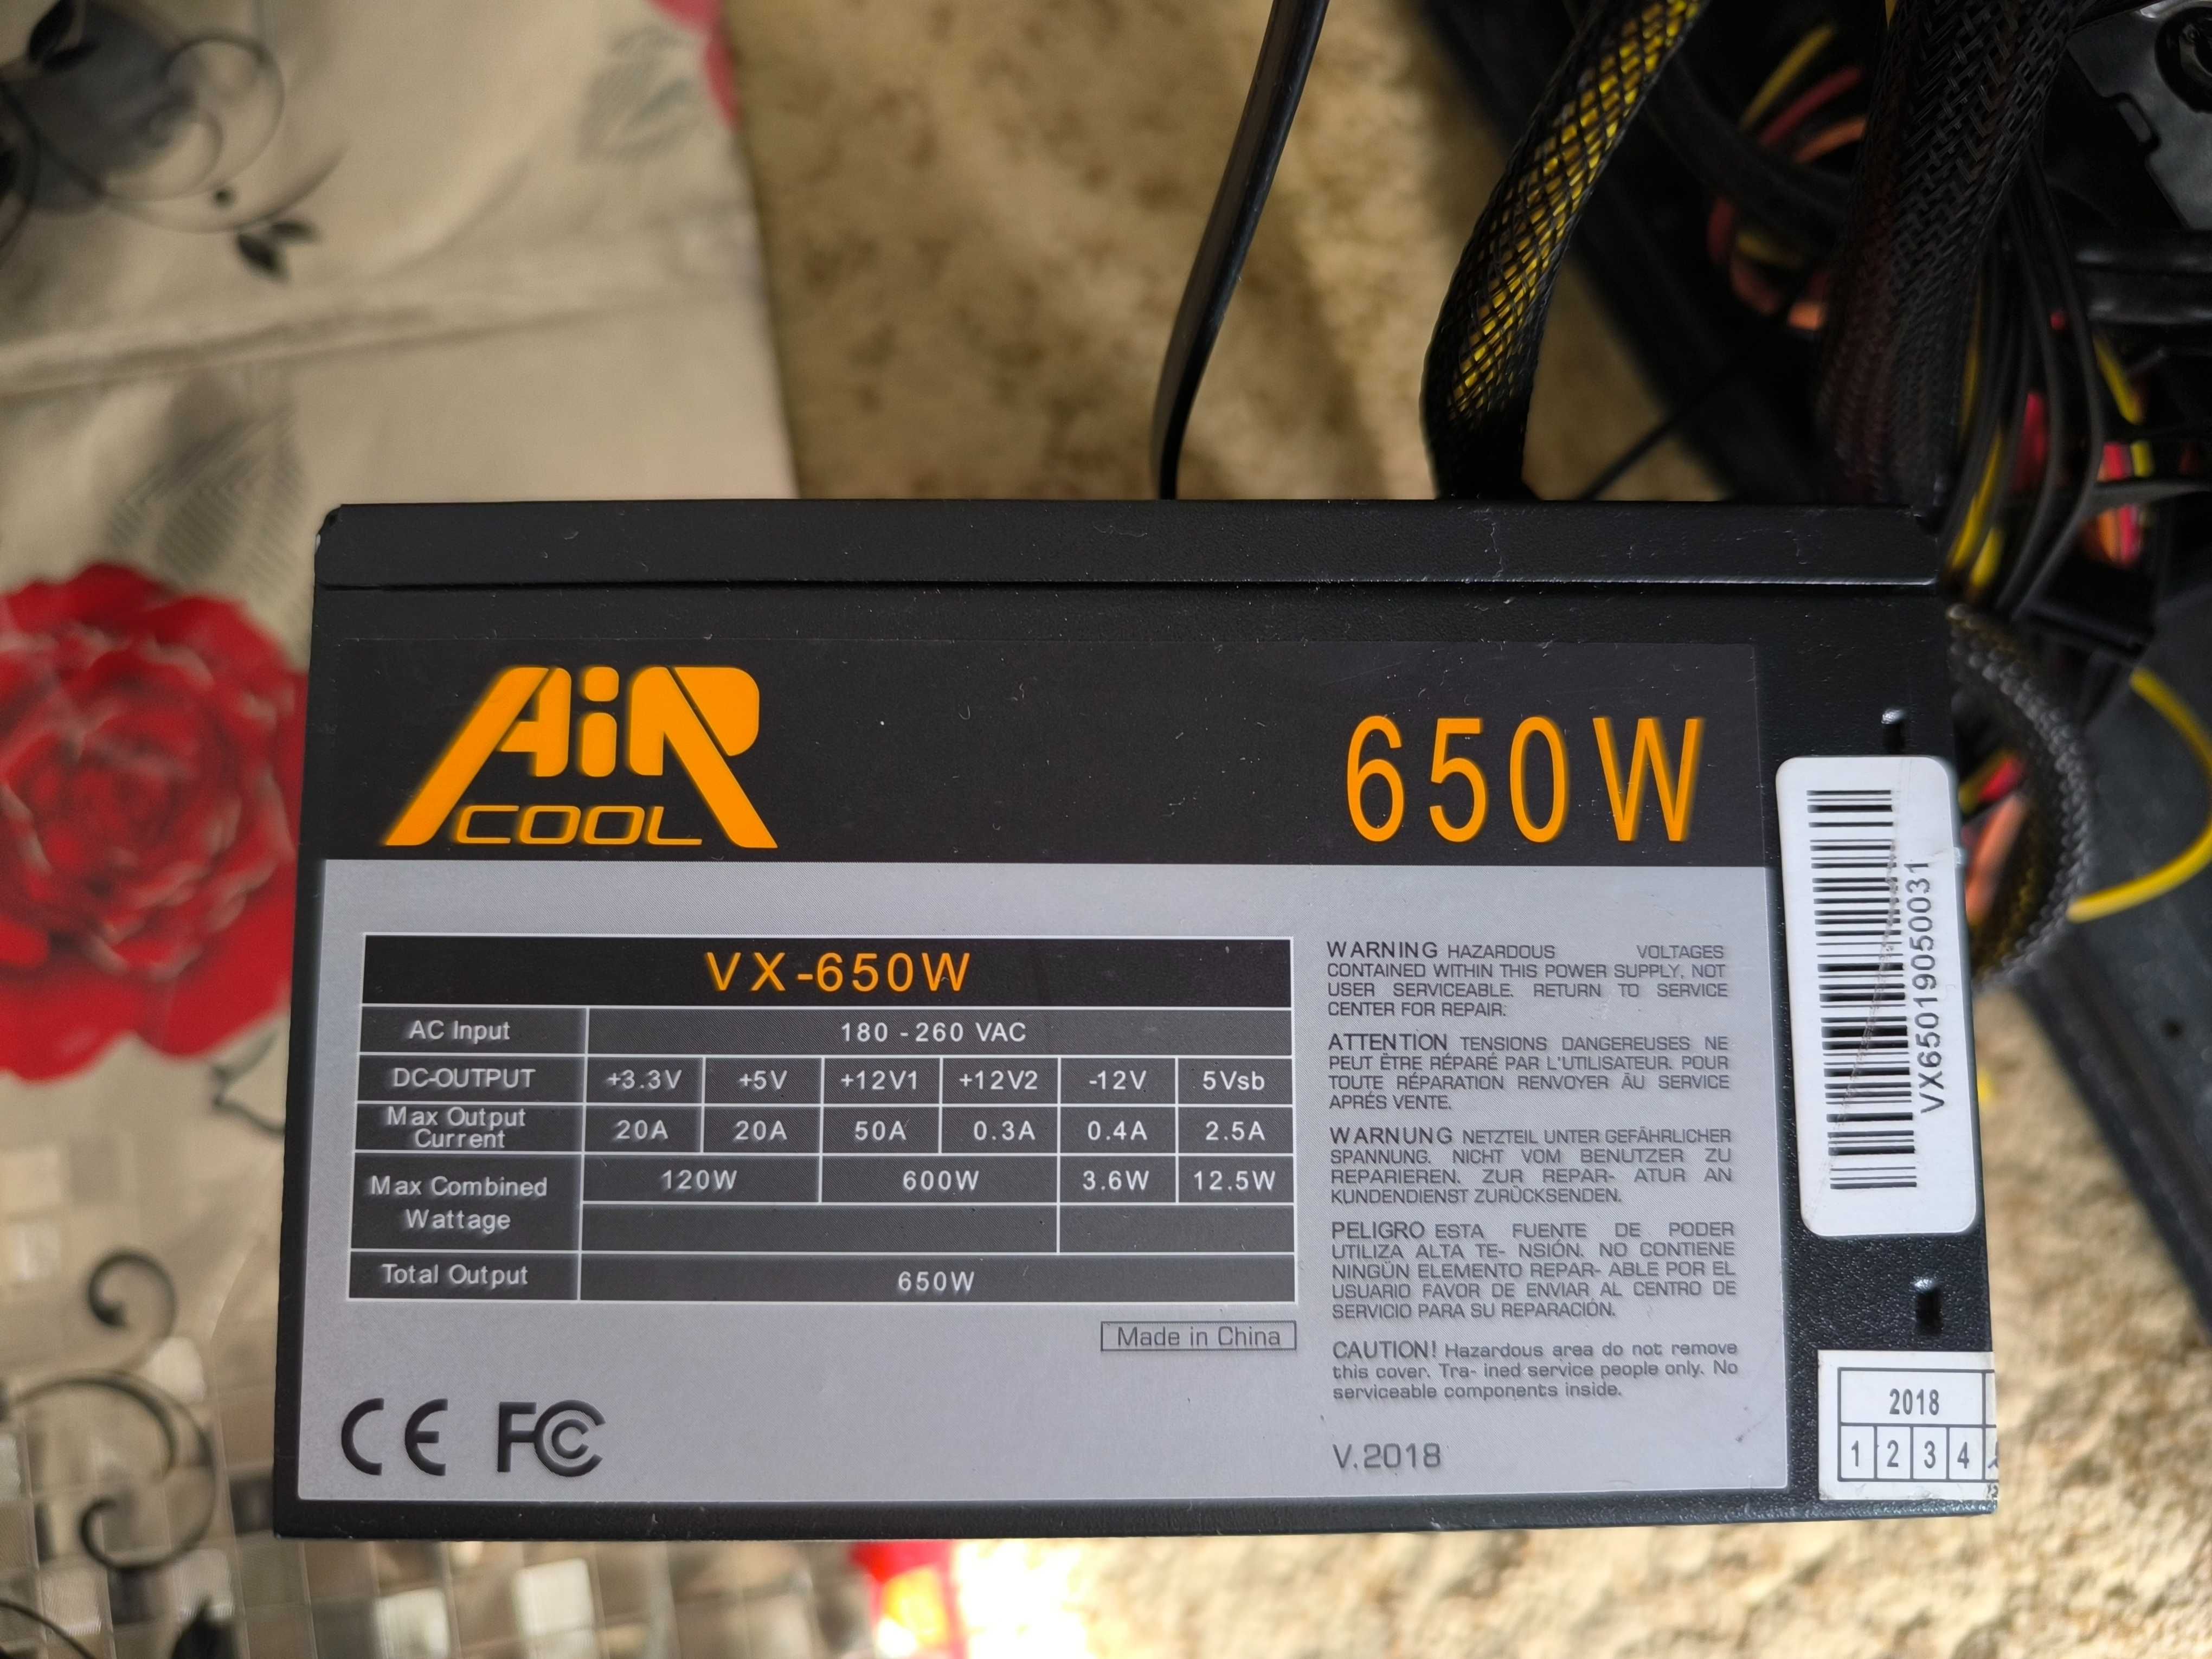 AiR
COOL
650W
VX-650W
AC Input 180 - 260 VAC
DC-OUTPUT +3.3V +5V +12V1 +12V2 -12V 5Vsb
Max Output Current 20A 20A 50A 0.3A 0.4A 2.5A
Max Combined Wattage 120W 600W 3.6W 12.5W
Total Output 650W
Made in China
CE FC
WARNING HAZARDOUS VOLTAGES
CONTAINED WITHIN THIS POWER SUPPLY, NOT
USER SERVICEABLE. RETURN TO SERVICE
CENTER FOR REPAIR.
ATTENTION TENSIONS DANGEREUSES NE
PEUT ÊTRE RÉPARÉ PAR L'UTILISATEUR. POUR
TOUTE RÉPARATION RENVOYER ÂU SERVICE
APRÉS VENTE.
WARNUNG NETZTEIL UNTER GEFÄHRLICHER
SPANNUNG. NICHT VOM BENUTZER ZU
REPARIEREN. ZUR REPAR- ATUR AN
KUNDENDIENST ZURÜCKSENDEN.
PELIGRO ESTA FUENTE DE PODER
UTILIZA ALTA TE- NSIÓN. NO CONTIENE
NINGÚN ELEMENTO REPAR- ABLE POR EL
USUARIO FAVOR DE ENVIAR AL CENTRO DE
SERVICIO PARA SU REPARACIÓN.
CAUTION! Hazardous area do not remove
this cover. Tra- ined service people only. No
serviceable components inside.
V.2018
VX65019050031
2018
1 2 3 4